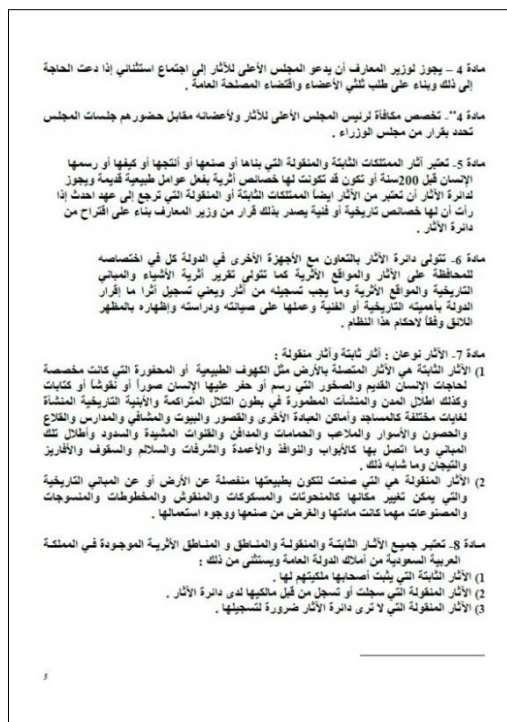 مادة 4 – يجوز لوزير المعارف أن يدعو المجلس الأعلى للآثار إلى اجتماع استثنائي إذا دعت الحاجة
إلى ذلك وبناء على طلب ثلثي الأعضاء واقتضاء المصلحة العامة .
مادة 4**- تخصص مكافأة لرئيس المجلس الأعلى للآثار ولأعضائه مقابل حضورهم جلسات المجلس
تحدد بقرار من مجلس الوزراء .
مادة 5- تعتبر آثار الممتلكات الثابتة والمنقولة التي بناها أو صنعها أو أنتجها أو كيفها أو رسمها
الإنسان قبل 200سنة أو تكون قد تكونت لها خصائص أثرية بفعل عوامل طبيعية قديمة ويجوز
لدائرة الآثار أن تعتبر من الآثار ايضاً الممتلكات الثابتة أو المنقولة التي ترجع إلى عهد احدث إذا
رأت أن لها خصائص تاريخية أو فنية يصدر بذلك قرار من وزير المعارف بناء على اقتراح من
دائرة الآثار .
مادة 6- تتولى دائرة الآثار بالتعاون مع الأجهزة الأخرى في الدولة كل في اختصاصه
للمحافظة على الآثار والمواقع الأثرية كما تتولى تقرير أثرية الأشياء والمباني
التاريخية والمواقع الأثرية وما يجب تسجيله من آثار ويعني تسجيل أثرا ما إقرار
الدولة بأهميته التاريخية أو الفنية وعملها على صيانته ودراسته وإظهاره بالمظهر
اللائق وفقاً لاحكام هذا النظام .
مادة 7- الآثار نوعان : آثار ثابتة وآثار منقولة :
1) الآثار الثابتة هي الآثار المتصلة بالأرض مثل الكهوف الطبيعية أو المحفورة التي كانت مخصصة
لحاجات الإنسان القديم والصخور التي رسم أو حفر عليها الإنسان صوراً أو نقوشاً أو كتابات
وكذلك اطلال المدن والمنشآت المطمورة في بطون التلال المتراكمة والأبنية التاريخية المنشأة
لغايات مختلفة كالمساجد وأماكن العبادة الأخرى والقصور والبيوت والمشافي والمدارس والقلاع
والحصون والأسوار والملاعب والحمامات والمدافن والقنوات المشيدة والسدود وأطلال تلك
المباني وما اتصل بها كالأبواب والنوافذ والأعمدة والشرفات والسلالم والسقوف والأفاريز
والتيجان وما شابه ذلك .
2) الآثار المنقولة هي التي صنعت لتكون بطبيعتها منفصلة عن الأرض أو عن المباني التاريخية
والتي يمكن تغيير مكانها كالمنحوتات والمسكوكات والمنقوش والمخطوطات والمنسوجات
والمصنوعات مهما كانت مادتها والغرض من صنعها ووجوه استعمالها .
مادة 8- تعتبر جميع الآثار الثابتة والمنقولة والمناطق و المناطق الأثرية الموجودة في المملكة
العربية السعودية من أملاك الدولة العامة ويستثنى من ذلك :
1) الآثار الثابتة التي يثبت أصحابها ملكيتهم لها .
2) الآثار المنقولة التي سجلت أو تسجل من قبل مالكيها لدى دائرة الآثار .
3) الآثار المنقولة التي لا ترى دائرة الآثار ضرورة لتسجيلها .
3